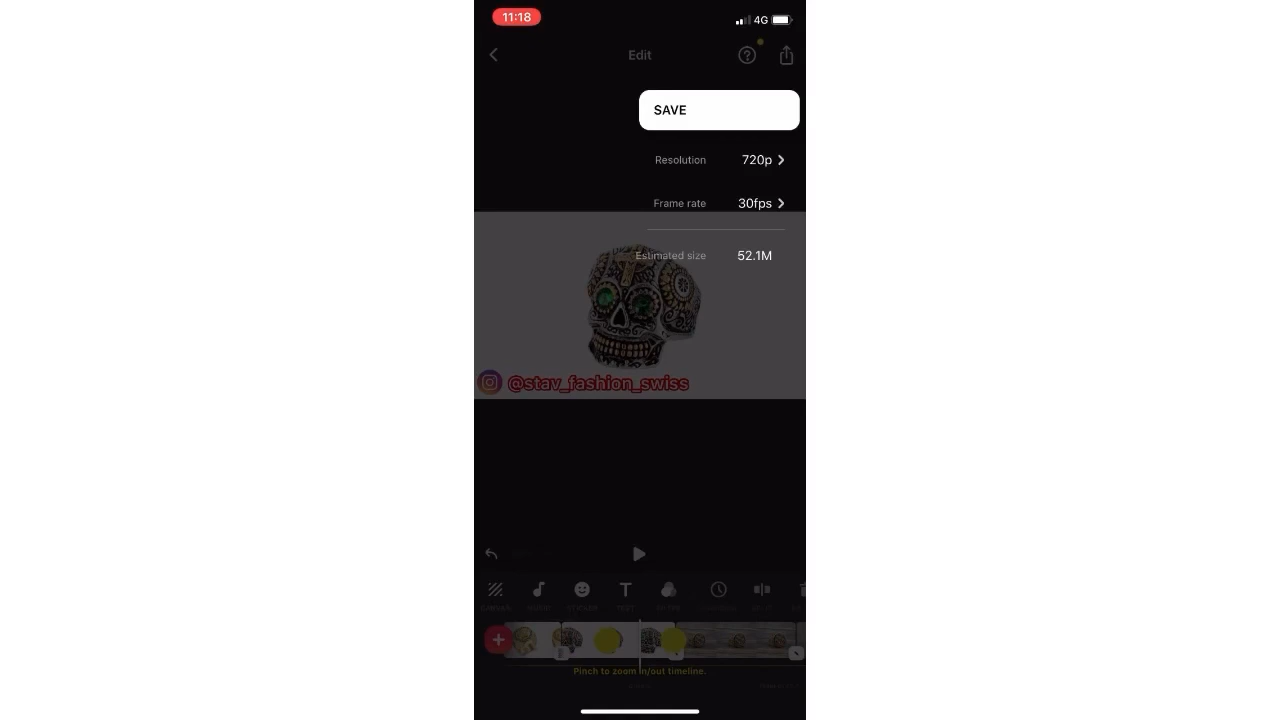 11:18
4G
Edit
SAVE
Resolution 720p
Frame rate 30fps
Estimated size 52.1M
@stav_fashion_swiss
Pinch to zoom in/out timeline.